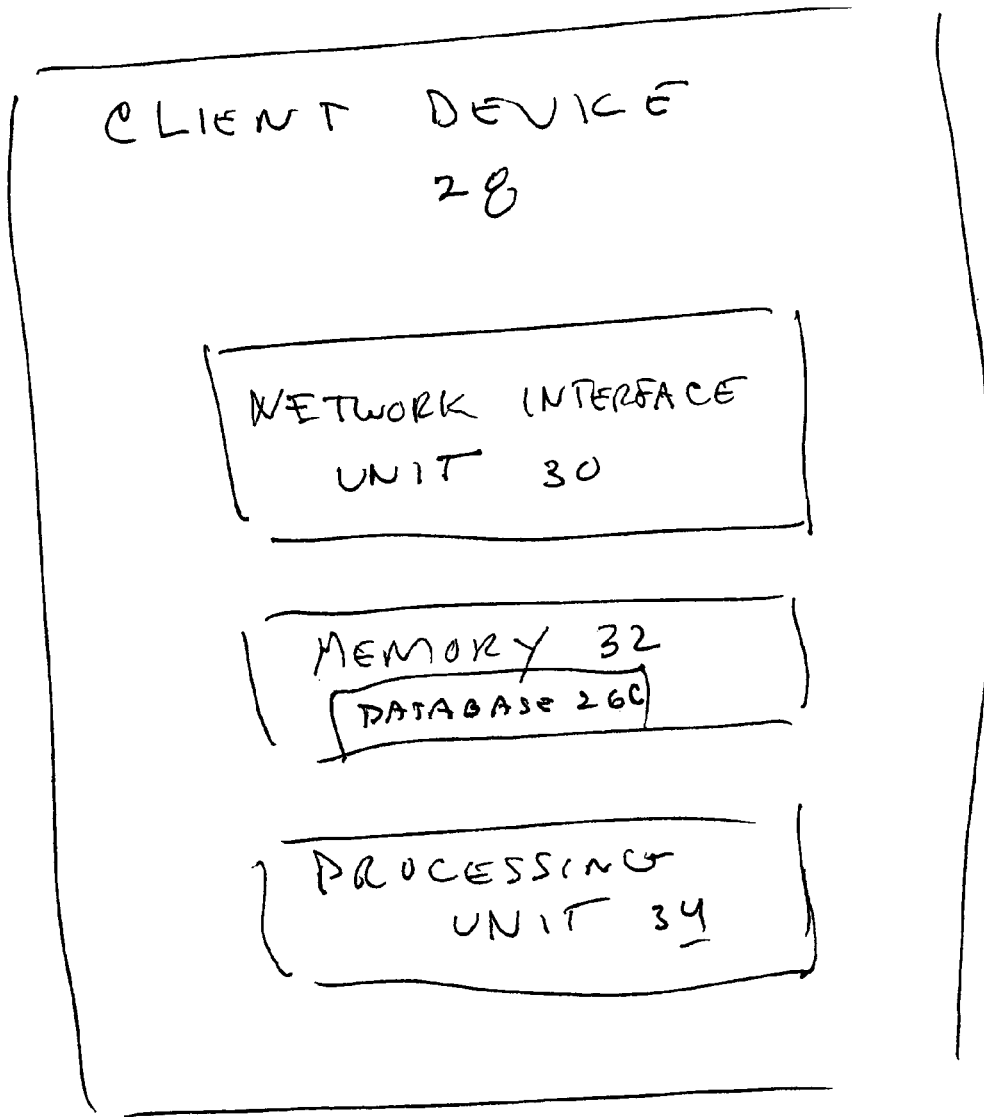 CLIENT DEVICE
28
NETWORK INTERFACE
UNIT 30
MEMORY 32
DATABASE 26C
PROCESSING
UNIT 34